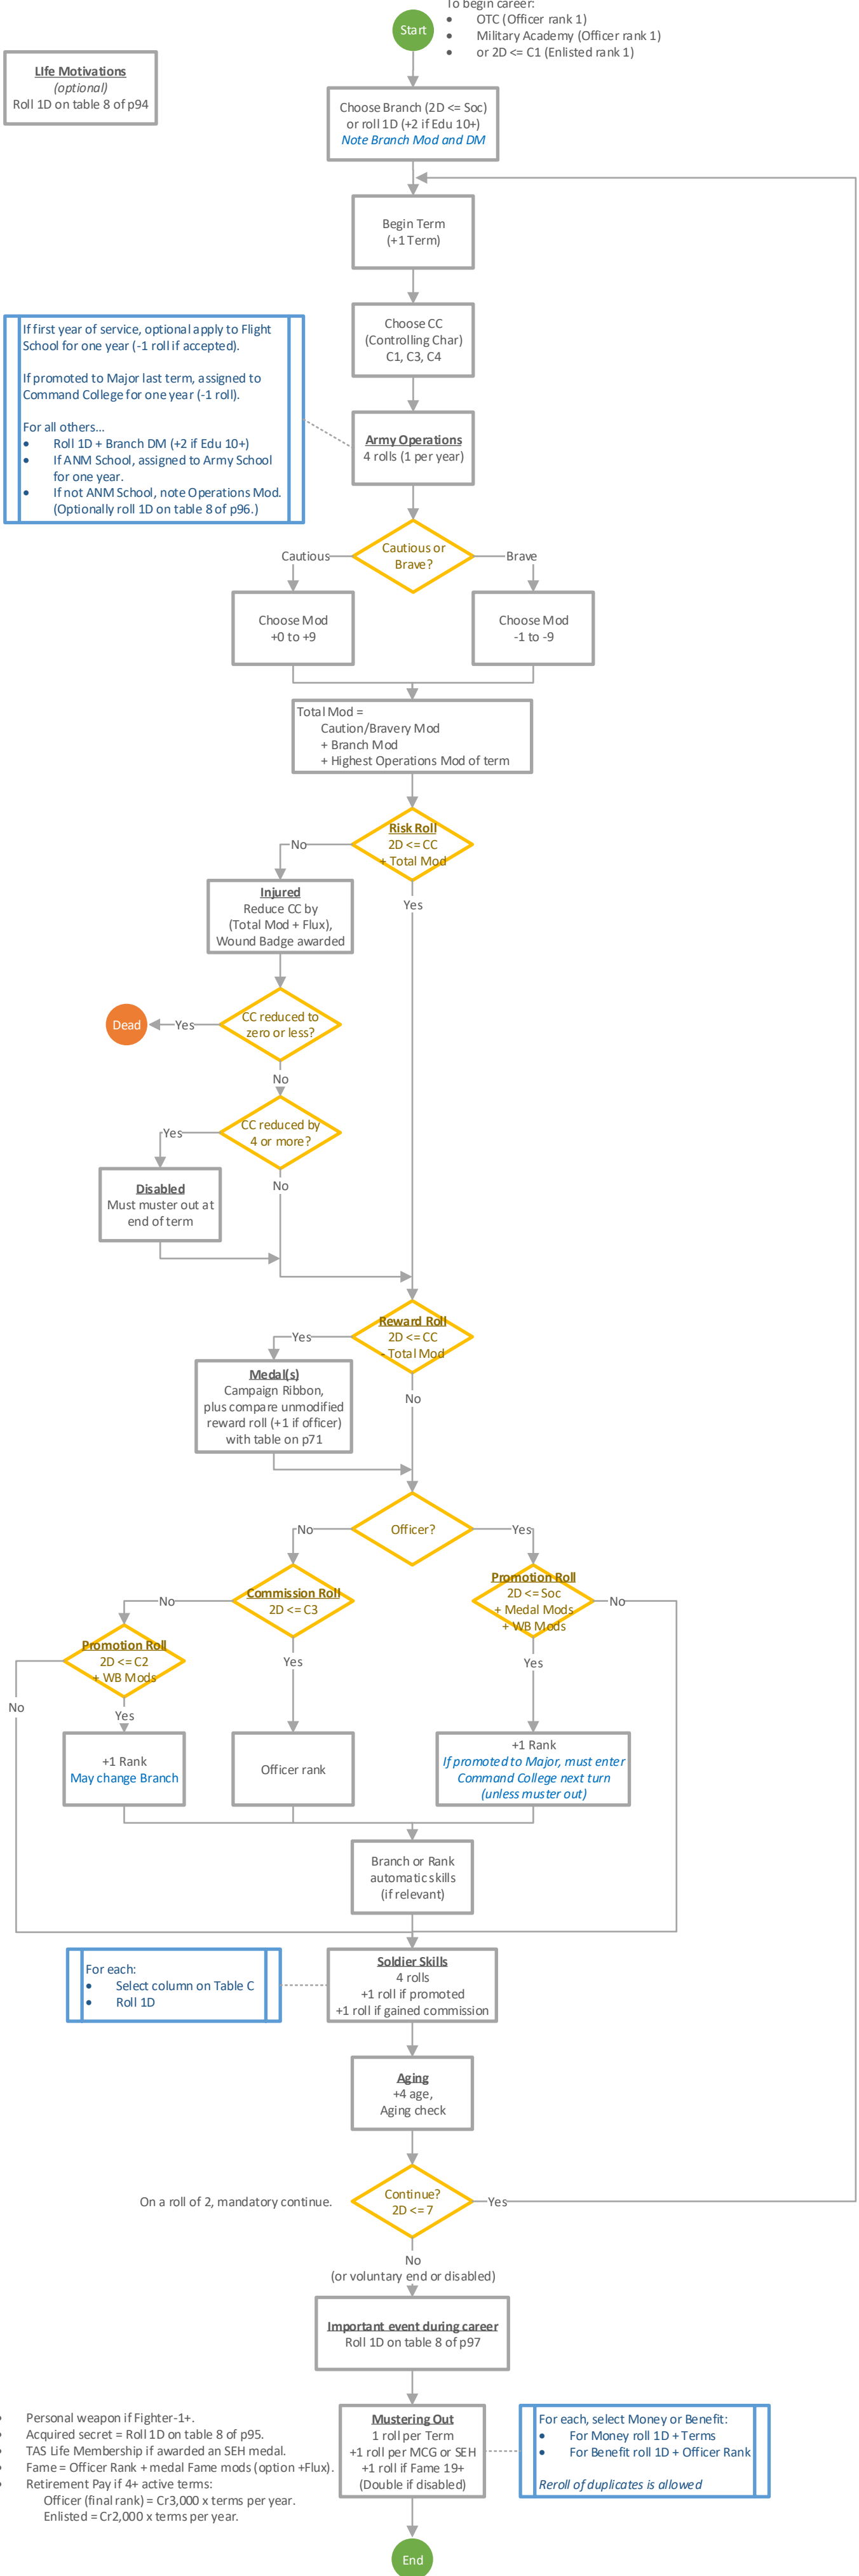 To begin career:
• OTC (Officer rank 1)
• Military Academy (Officer rank 1)
• or 2D <= C1 (Enlisted rank 1)
Start
LIfe Motivations
(optional)
Roll 1D on table 8 of p94
Choose Branch (2D <= Soc)
or roll 1D (+2 if Edu 10+)
Note Branch Mod and DM
Begin Term
(+1 Term)
Choose CC
(Controlling Char)
C1, C3, C4
If first year of service, optional apply to Flight
School for one year (-1 roll if accepted).
If promoted to Major last term, assigned to
Command College for one year (-1 roll).
For all others...
• Roll 1D + Branch DM (+2 if Edu 10+)
• If ANM School, assigned to Army School
for one year.
• If not ANM School, note Operations Mod.
(Optionally roll 1D on table 8 of p96.)
Army Operations
4 rolls (1 per year)
Cautious or
Brave?
Cautious
Brave
Choose Mod
+0 to +9
Choose Mod
-1 to -9
Total Mod =
Caution/Bravery Mod
+ Branch Mod
+ Highest Operations Mod of term
Risk Roll
2D <= CC
+ Total Mod
No
Yes
Injured
Reduce CC by
(Total Mod + Flux),
Wound Badge awarded
CC reduced to
zero or less?
Yes
Dead
No
CC reduced by
4 or more?
Yes
No
Disabled
Must muster out at
end of term
Reward Roll
2D <= CC
- Total Mod
Yes
No
Medal(s)
Campaign Ribbon,
plus compare unmodified
reward roll (+1 if officer)
with table on p71
Officer?
No
Yes
Commission Roll
2D <= C3
No
Yes
Promotion Roll
2D <= Soc
+ Medal Mods
+ WB Mods
No
Yes
Promotion Roll
2D <= C2
+ WB Mods
No
Yes
+1 Rank
May change Branch
Officer rank
+1 Rank
If promoted to Major, must enter
Command College next turn
(unless muster out)
Branch or Rank
automatic skills
(if relevant)
For each:
• Select column on Table C
• Roll 1D
Soldier Skills
4 rolls
+1 roll if promoted
+1 roll if gained commission
Aging
+4 age,
Aging check
On a roll of 2, mandatory continue.
Continue?
2D <= 7
Yes
No
(or voluntary end or disabled)
Important event during career
Roll 1D on table 8 of p97
• Personal weapon if Fighter-1+.
• Acquired secret = Roll 1D on table 8 of p95.
• TAS Life Membership if awarded an SEH medal.
• Fame = Officer Rank + medal Fame mods (option +Flux).
• Retirement Pay if 4+ active terms:
Officer (final rank) = Cr3,000 x terms per year.
Enlisted = Cr2,000 x terms per year.
Mustering Out
1 roll per Term
+1 roll per MCG or SEH
+1 roll if Fame 19+
(Double if disabled)
For each, select Money or Benefit:
• For Money roll 1D + Terms
• For Benefit roll 1D + Officer Rank
Reroll of duplicates is allowed
End